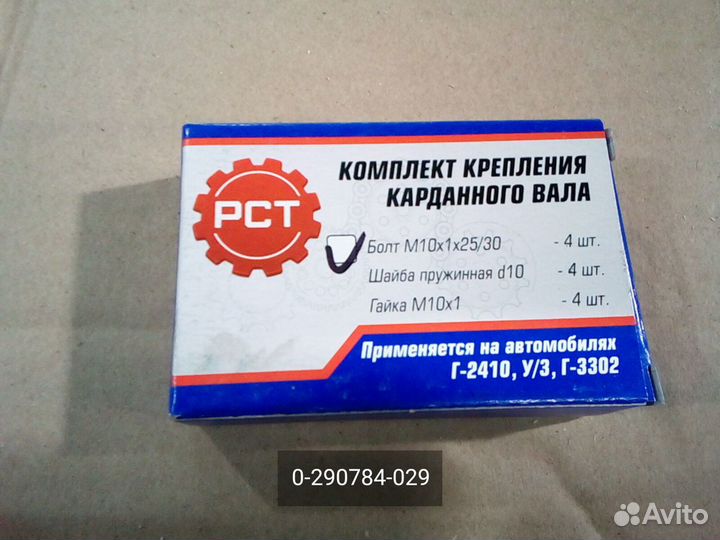 КОМПЛЕКТ КРЕПЛЕНИЯ
КАРДАННОГО ВАЛА
РСТ
Болт М10х1х25/30 - 4 шт.
Шайба пружинная d10 - 4 шт.
Гайка М10х1 - 4 шт.
Применяется на автомобилях
Г-2410, У/3, Г-3302
0-290784-029
Avito